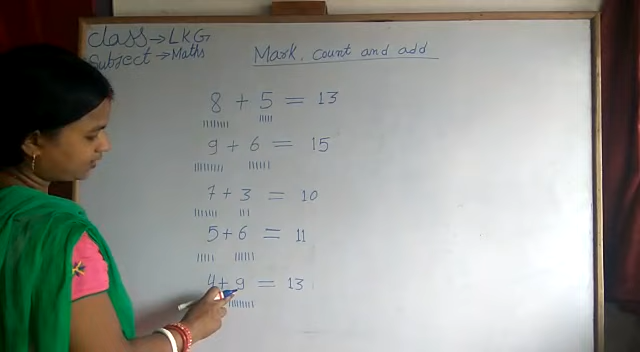 Class → LKG
Subject → Maths
Mark, count and add
8 + 5 = 13
9 + 6 = 15
7 + 3 = 10
5 + 6 = 11
4 + 9 = 13